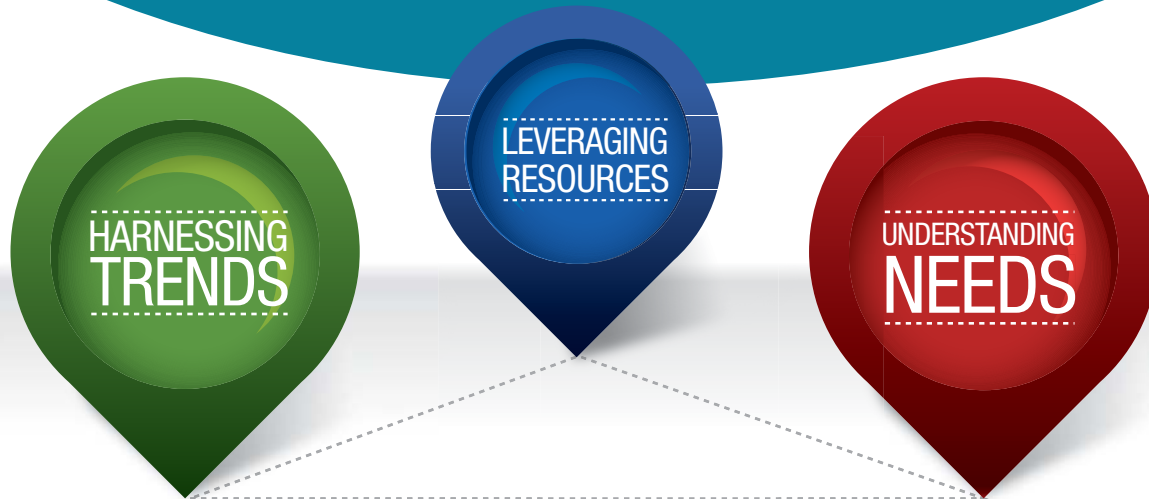 HARNESSING
TRENDS
LEVERAGING
RESOURCES
UNDERSTANDING
NEEDS